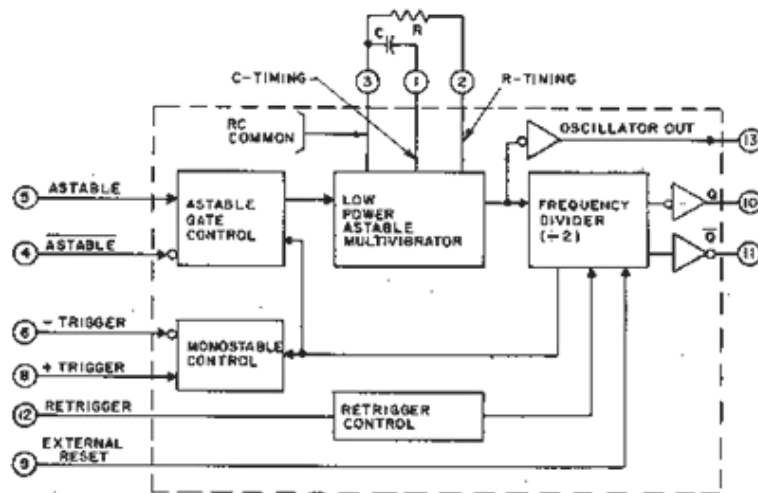 R
C
3
1
2
C-TIMING
R-TIMING
RC
COMMON
OSCILLATOR OUT
13
5
ASTABLE
ASTABLE
GATE
CONTROL
LOW
POWER
ASTABLE
MULTIVIBRATOR
FREQUENCY
DIVIDER
(÷2)
Q
10
4
A̅S̅T̅A̅B̅L̅E̅
Q̅
11
6
- TRIGGER
MONOSTABLE
CONTROL
8
+ TRIGGER
12
RETRIGGER
RETRIGGER
CONTROL
9
EXTERNAL
RESET